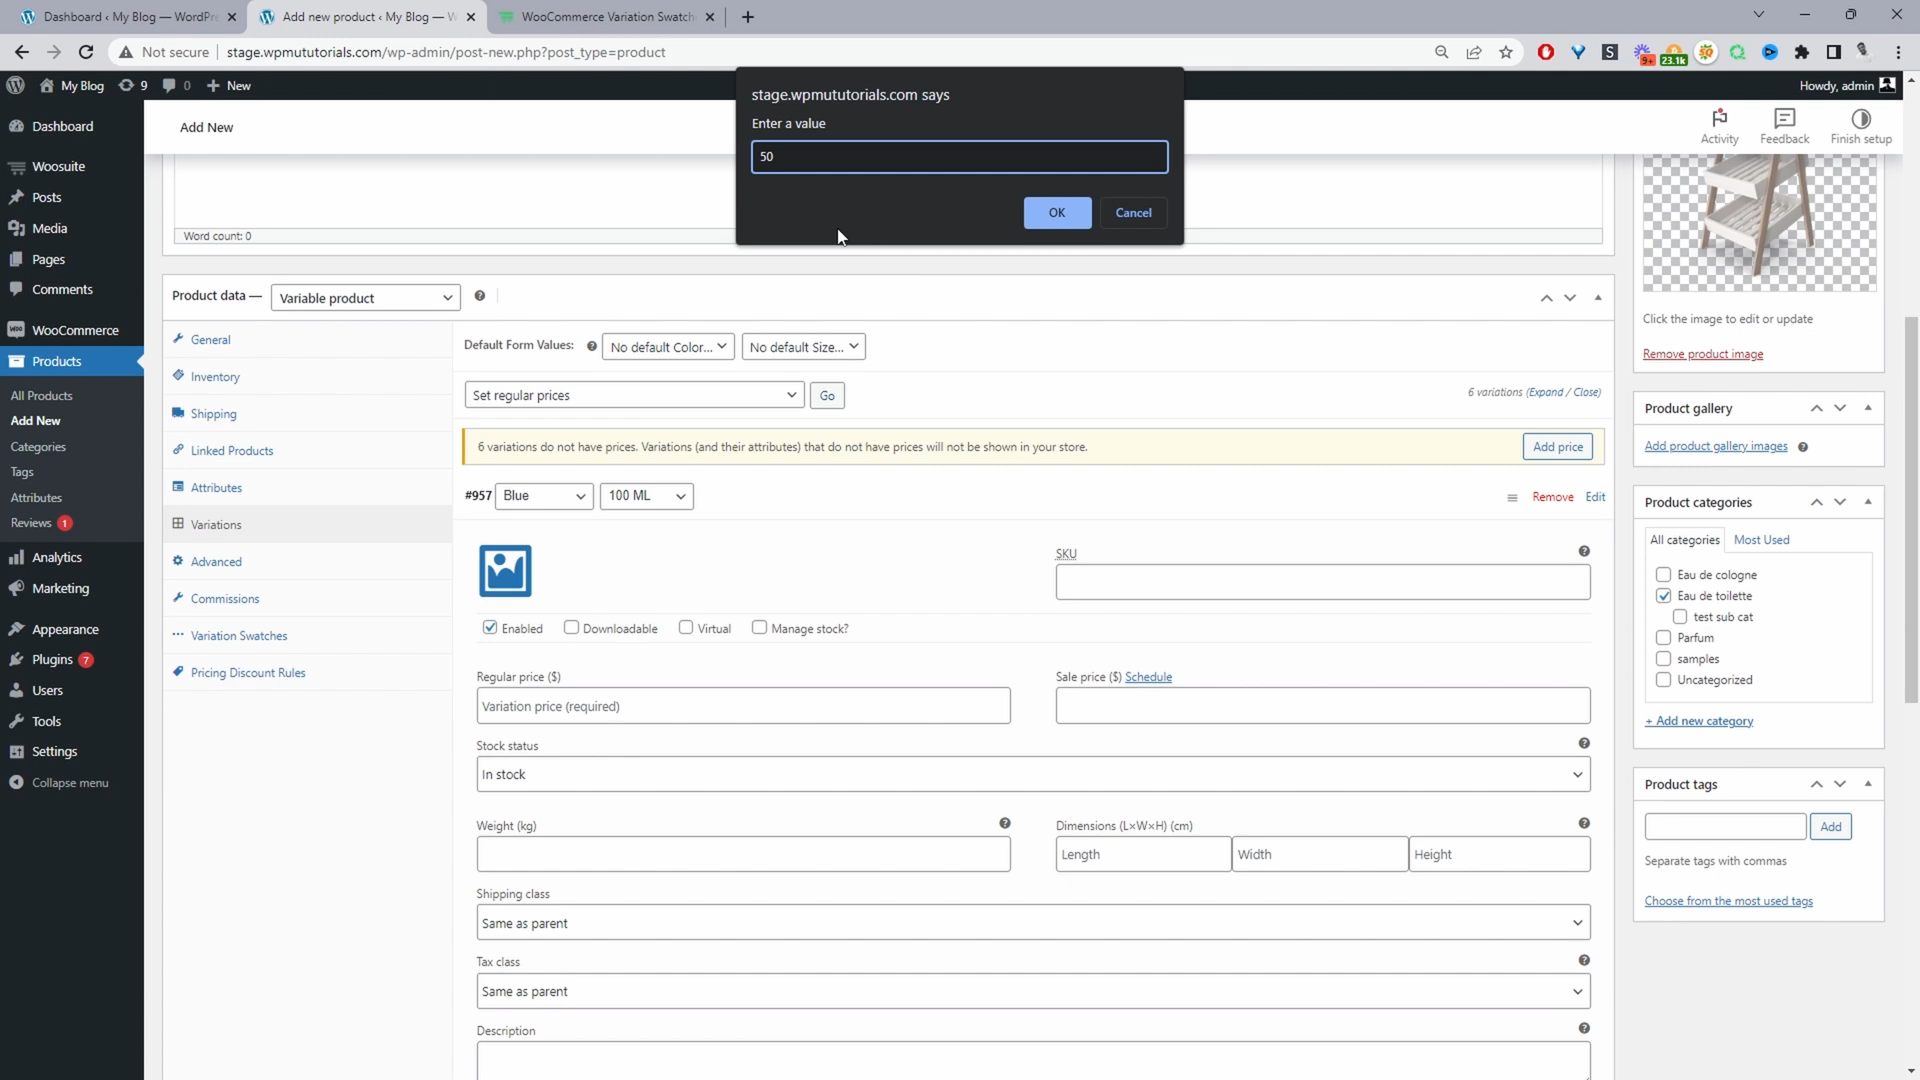 Dashboard ‹ My Blog — WordPre
Add new product ‹ My Blog — W
WooCommerce Variation Swatch
Not secure
stage.wpmututorials.com/wp-admin/post-new.php?post_type=product
9+
23.1k
My Blog
9
0
New
Howdy, admin
stage.wpmututorials.com says
Enter a value
50
OK
Cancel
Add New
Activity
Feedback
Finish setup
Dashboard
Woosuite
Posts
Media
Pages
Comments
WooCommerce
Products
All Products
Add New
Categories
Tags
Attributes
Reviews 1
Analytics
Marketing
Appearance
Plugins 7
Users
Tools
Settings
Collapse menu
Word count: 0
Product data —
Variable product
General
Inventory
Shipping
Linked Products
Attributes
Variations
Advanced
Commissions
Variation Swatches
Pricing Discount Rules
Default Form Values:
No default Color...
No default Size...
Set regular prices
Go
6 variations (Expand / Close)
6 variations do not have prices. Variations (and their attributes) that do not have prices will not be shown in your store.
Add price
#957
Blue
100 ML
Remove
Edit
SKU
Enabled
Downloadable
Virtual
Manage stock?
Regular price ($)
Variation price (required)
Sale price ($) Schedule
Stock status
In stock
Weight (kg)
Dimensions (L×W×H) (cm)
Length
Width
Height
Shipping class
Same as parent
Tax class
Same as parent
Description
Click the image to edit or update
Remove product image
Product gallery
Add product gallery images
Product categories
All categories
Most Used
Eau de cologne
Eau de toilette
test sub cat
Parfum
samples
Uncategorized
+ Add new category
Product tags
Add
Separate tags with commas
Choose from the most used tags